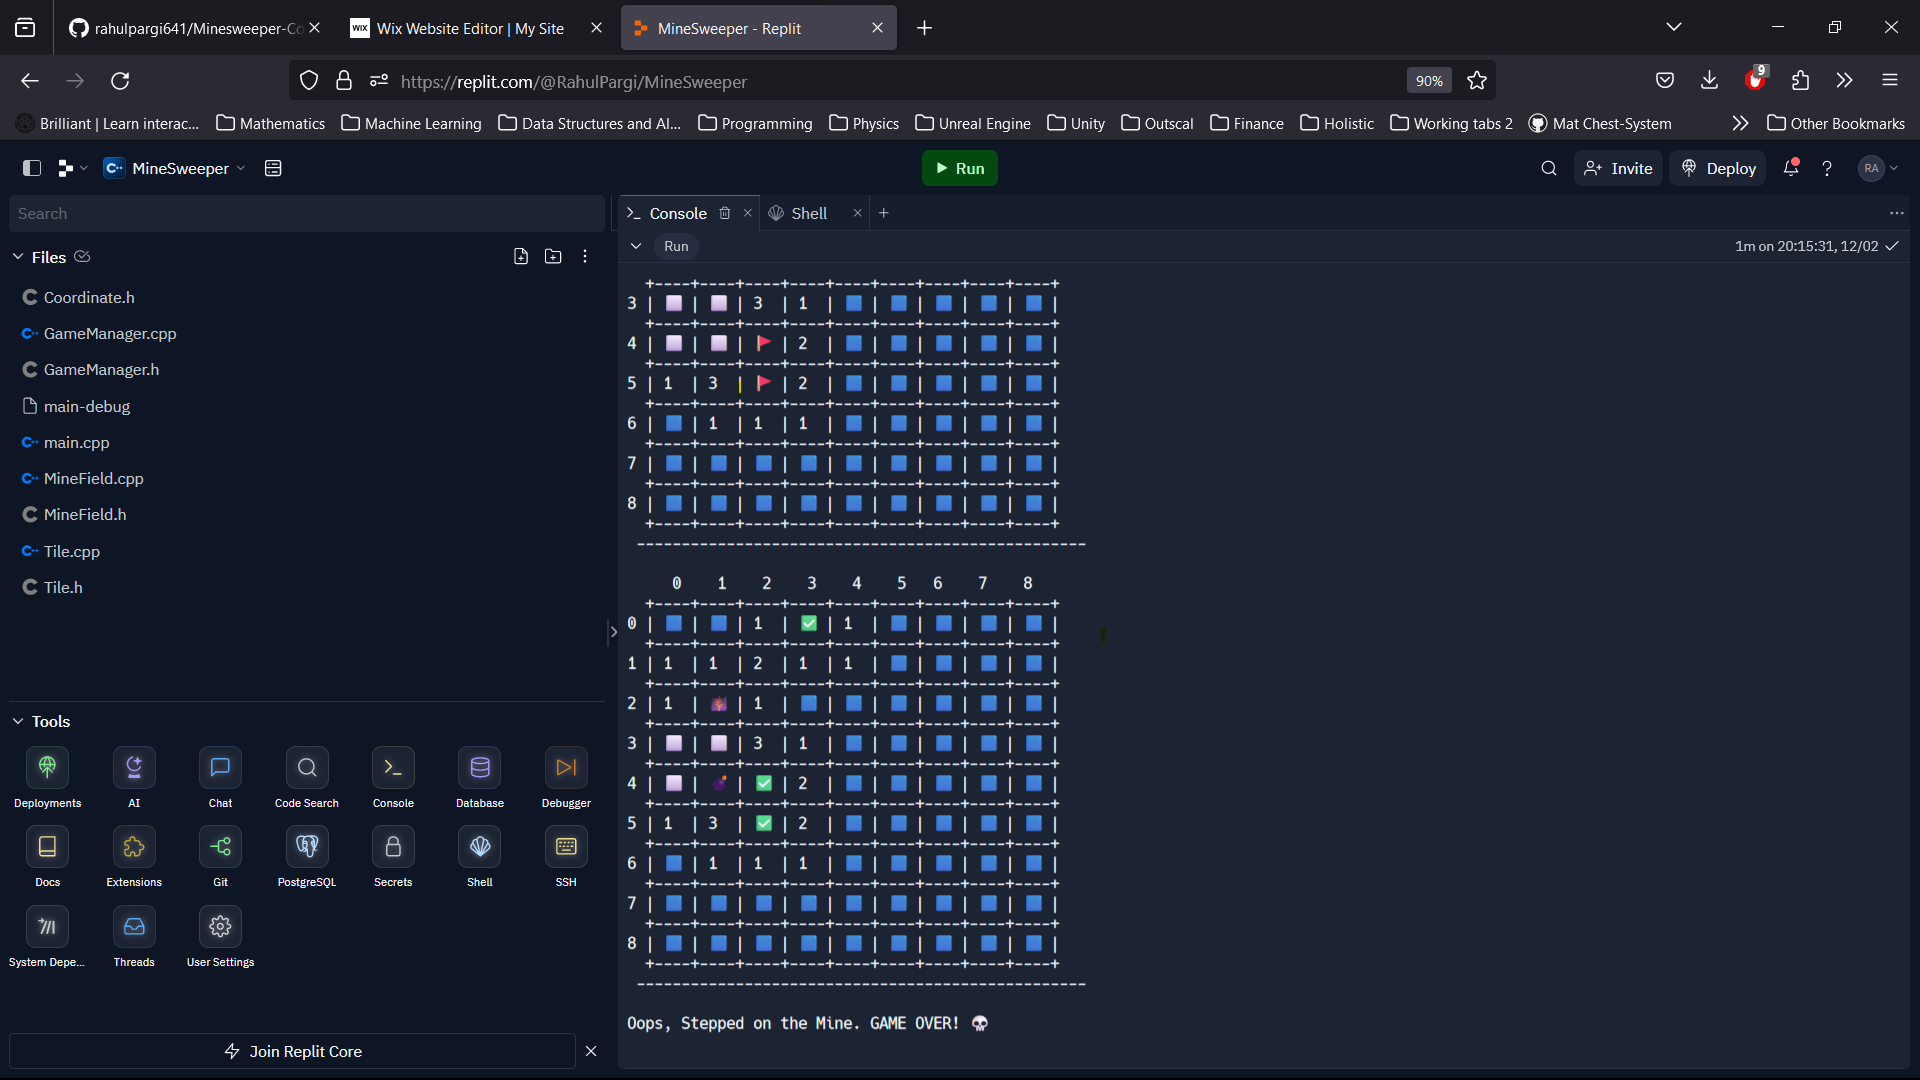 rahulpargi641/Minesweeper-Co
WIX Wix Website Editor | My Site
MineSweeper - Replit
https://replit.com/@RahulPargi/MineSweeper
90%
9
Brilliant | Learn interac...
Mathematics
Machine Learning
Data Structures and Al...
Programming
Physics
Unreal Engine
Unity
Outscal
Finance
Holistic
Working tabs 2
Mat Chest-System
Other Bookmarks
C++ MineSweeper
Run
Invite
Deploy
?
RA
Search
Files
Coordinate.h
GameManager.cpp
GameManager.h
main-debug
main.cpp
MineField.cpp
MineField.h
Tile.cpp
Tile.h
Tools
Deployments AI Chat Code Search Console Database Debugger
Docs Extensions Git PostgreSQL Secrets Shell SSH
System Depe... Threads User Settings
Join Replit Core
Console
Shell
Run
1m on 20:15:31, 12/02
+----+----+----+----+----+----+----+----+----+
3 | ⬜ | ⬜ | 3 | 1 | 🟦 | 🟦 | 🟦 | 🟦 | 🟦 |
+----+----+----+----+----+----+----+----+----+
4 | ⬜ | ⬜ | 🚩 | 2 | 🟦 | 🟦 | 🟦 | 🟦 | 🟦 |
+----+----+----+----+----+----+----+----+----+
5 | 1 | 3 | 🚩 | 2 | 🟦 | 🟦 | 🟦 | 🟦 | 🟦 |
+----+----+----+----+----+----+----+----+----+
6 | 🟦 | 1 | 1 | 1 | 🟦 | 🟦 | 🟦 | 🟦 | 🟦 |
+----+----+----+----+----+----+----+----+----+
7 | 🟦 | 🟦 | 🟦 | 🟦 | 🟦 | 🟦 | 🟦 | 🟦 | 🟦 |
+----+----+----+----+----+----+----+----+----+
8 | 🟦 | 🟦 | 🟦 | 🟦 | 🟦 | 🟦 | 🟦 | 🟦 | 🟦 |
+----+----+----+----+----+----+----+----+----+
--------------------------------------------------
0 1 2 3 4 5 6 7 8
+----+----+----+----+----+----+----+----+----+
0 | 🟦 | 🟦 | 1 | ✅ | 1 | 🟦 | 🟦 | 🟦 | 🟦 |
+----+----+----+----+----+----+----+----+----+
1 | 1 | 1 | 2 | 1 | 1 | 🟦 | 🟦 | 🟦 | 🟦 |
+----+----+----+----+----+----+----+----+----+
2 | 1 | 💥 | 1 | 🟦 | 🟦 | 🟦 | 🟦 | 🟦 | 🟦 |
+----+----+----+----+----+----+----+----+----+
3 | ⬜ | ⬜ | 3 | 1 | 🟦 | 🟦 | 🟦 | 🟦 | 🟦 |
+----+----+----+----+----+----+----+----+----+
4 | ⬜ | 💣 | ✅ | 2 | 🟦 | 🟦 | 🟦 | 🟦 | 🟦 |
+----+----+----+----+----+----+----+----+----+
5 | 1 | 3 | ✅ | 2 | 🟦 | 🟦 | 🟦 | 🟦 | 🟦 |
+----+----+----+----+----+----+----+----+----+
6 | 🟦 | 1 | 1 | 1 | 🟦 | 🟦 | 🟦 | 🟦 | 🟦 |
+----+----+----+----+----+----+----+----+----+
7 | 🟦 | 🟦 | 🟦 | 🟦 | 🟦 | 🟦 | 🟦 | 🟦 | 🟦 |
+----+----+----+----+----+----+----+----+----+
8 | 🟦 | 🟦 | 🟦 | 🟦 | 🟦 | 🟦 | 🟦 | 🟦 | 🟦 |
+----+----+----+----+----+----+----+----+----+
--------------------------------------------------
Oops, Stepped on the Mine. GAME OVER! 💀